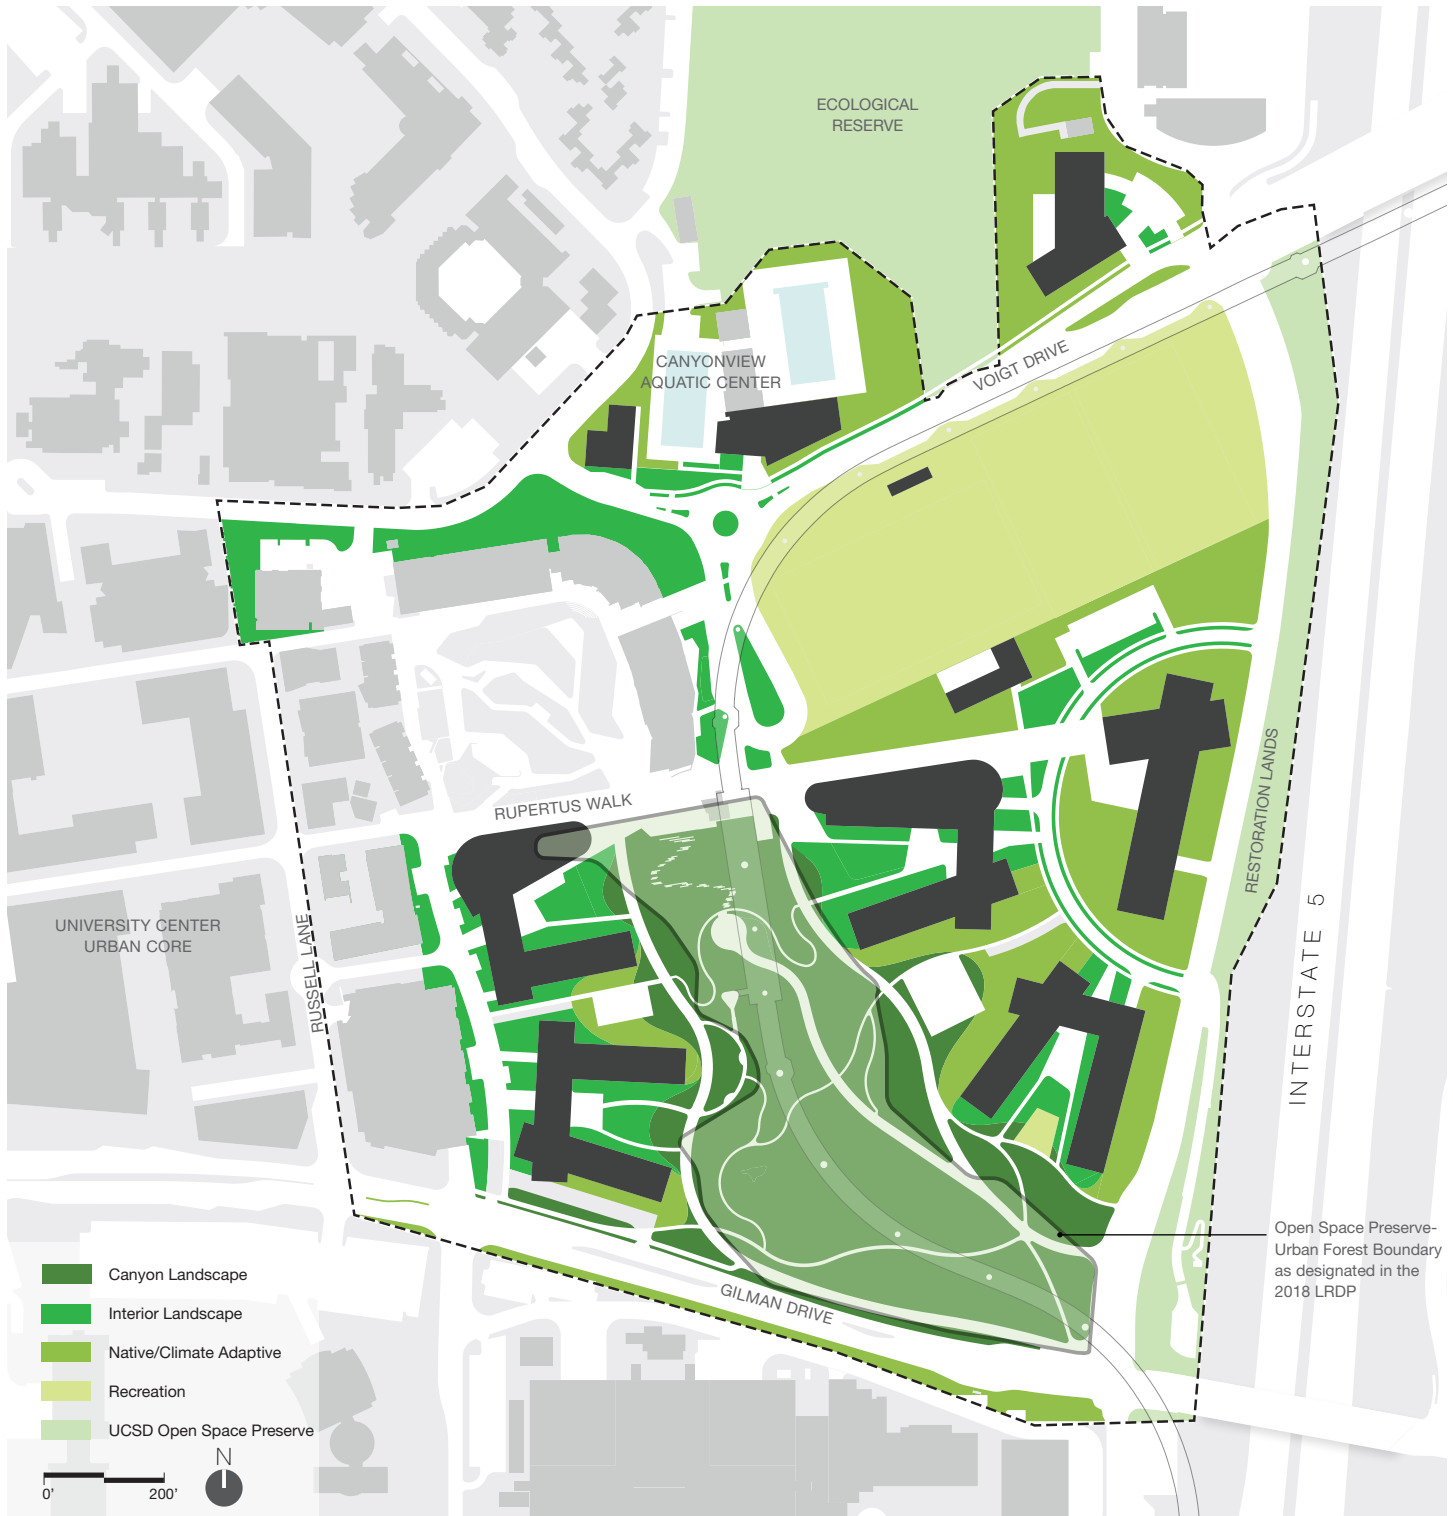 ECOLOGICAL
RESERVE
CANYONVIEW
AQUATIC CENTER
VOIGT DRIVE
RUPERTUS WALK
RESTORATION LANDS
UNIVERSITY CENTER
URBAN CORE
RUSSELL LANE
INTERSTATE 5
Open Space Preserve-
Urban Forest Boundary
as designated in the
2018 LRDP
GILMAN DRIVE
Canyon Landscape
Interior Landscape
Native/Climate Adaptive
Recreation
UCSD Open Space Preserve
N
0' 200'